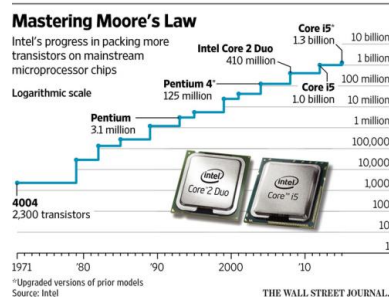 Mastering Moore's Law
Intel's progress in packing more
transistors on mainstream
microprocessor chips
Logarithmic scale
Core i5*
1.3 billion
10 billion
Intel Core 2 Duo
410 million
1 billion
Pentium 4*
125 million
Core i5
1.0 billion
100 million
10 million
Pentium
3.1 million
1 million
100,000
10,000
1,000
4004
2,300 transistors
100
10
1
intel
Core 2 Duo
intel
Core i5
1971 '80 '90 2000 '10
*Upgraded versions of prior models
Source: Intel
THE WALL STREET JOURNAL.